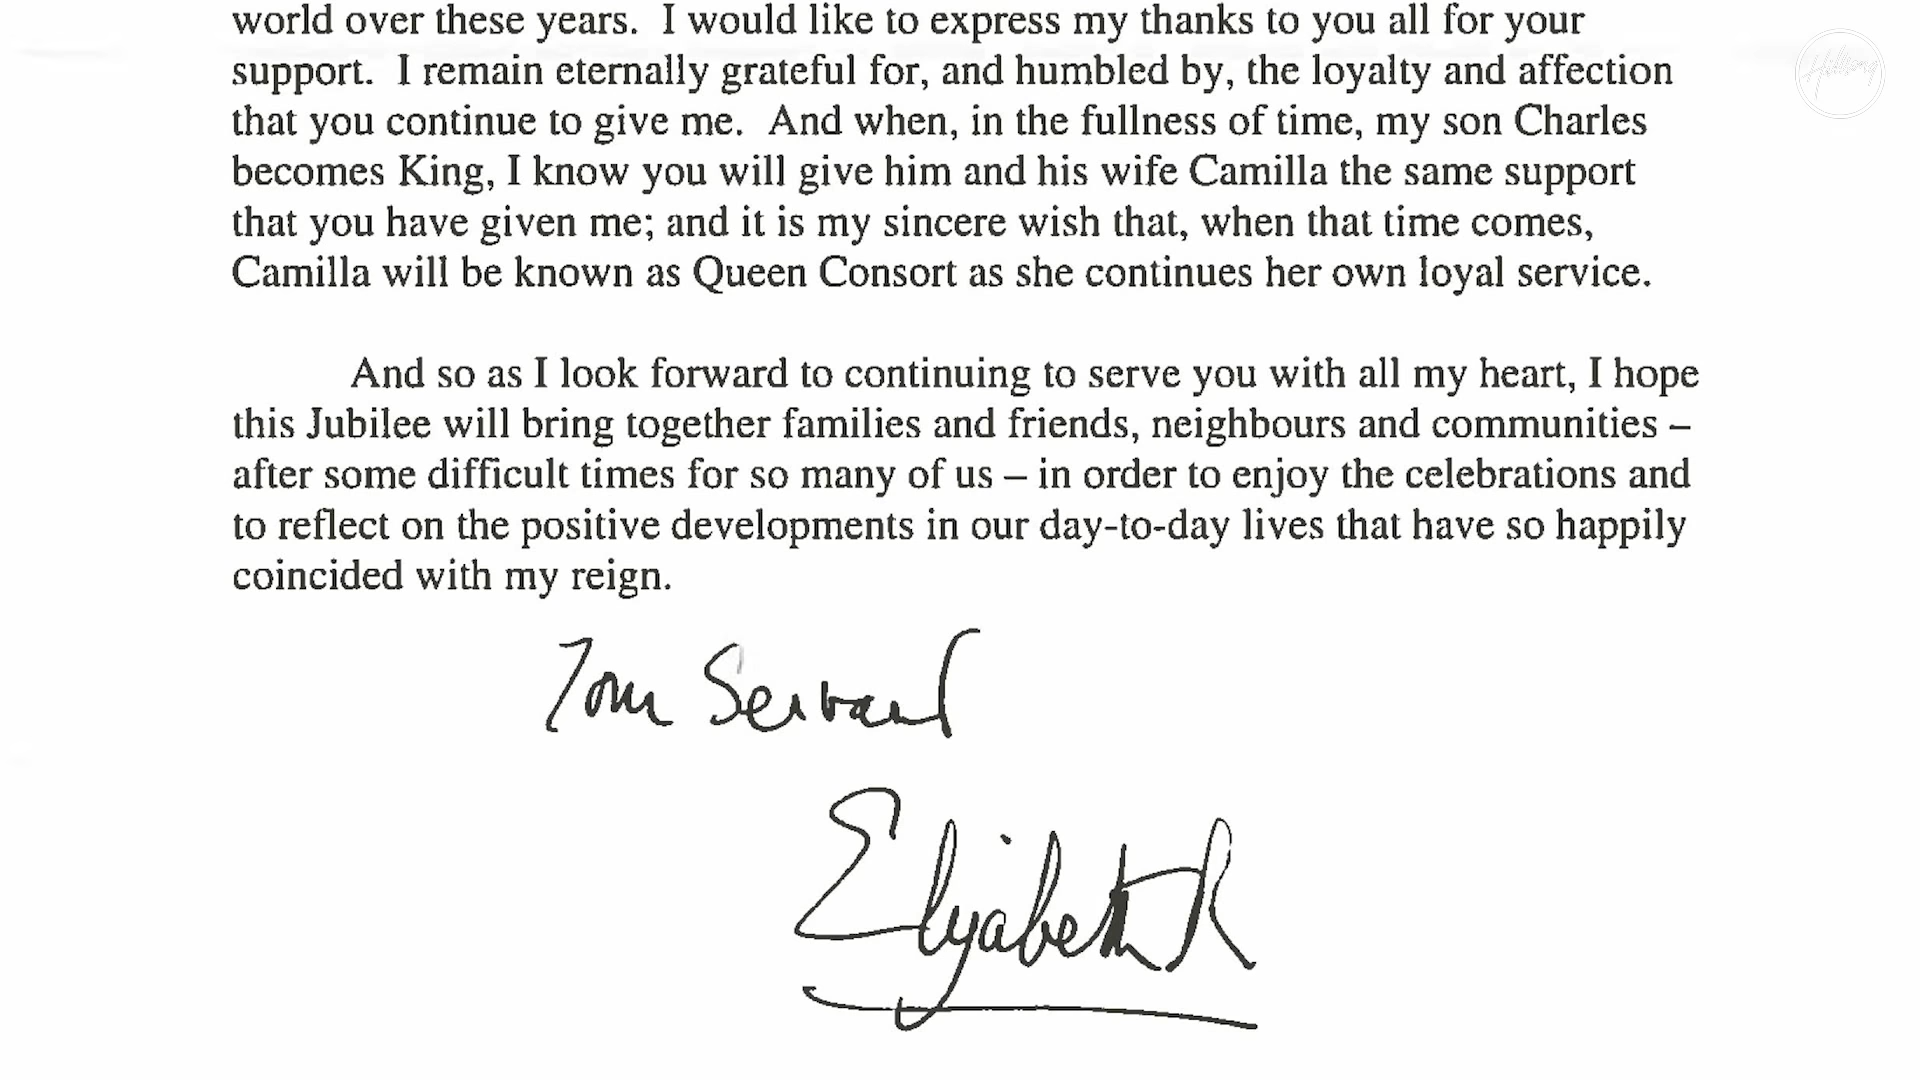 world over these years. I would like to express my thanks to you all for your
support. I remain eternally grateful for, and humbled by, the loyalty and affection
that you continue to give me. And when, in the fullness of time, my son Charles
becomes King, I know you will give him and his wife Camilla the same support
that you have given me; and it is my sincere wish that, when that time comes,
Camilla will be known as Queen Consort as she continues her own loyal service.
And so as I look forward to continuing to serve you with all my heart, I hope
this Jubilee will bring together families and friends, neighbours and communities –
after some difficult times for so many of us – in order to enjoy the celebrations and
to reflect on the positive developments in our day-to-day lives that have so happily
coincided with my reign.
Your Servant
Elizabeth R
Hillsong